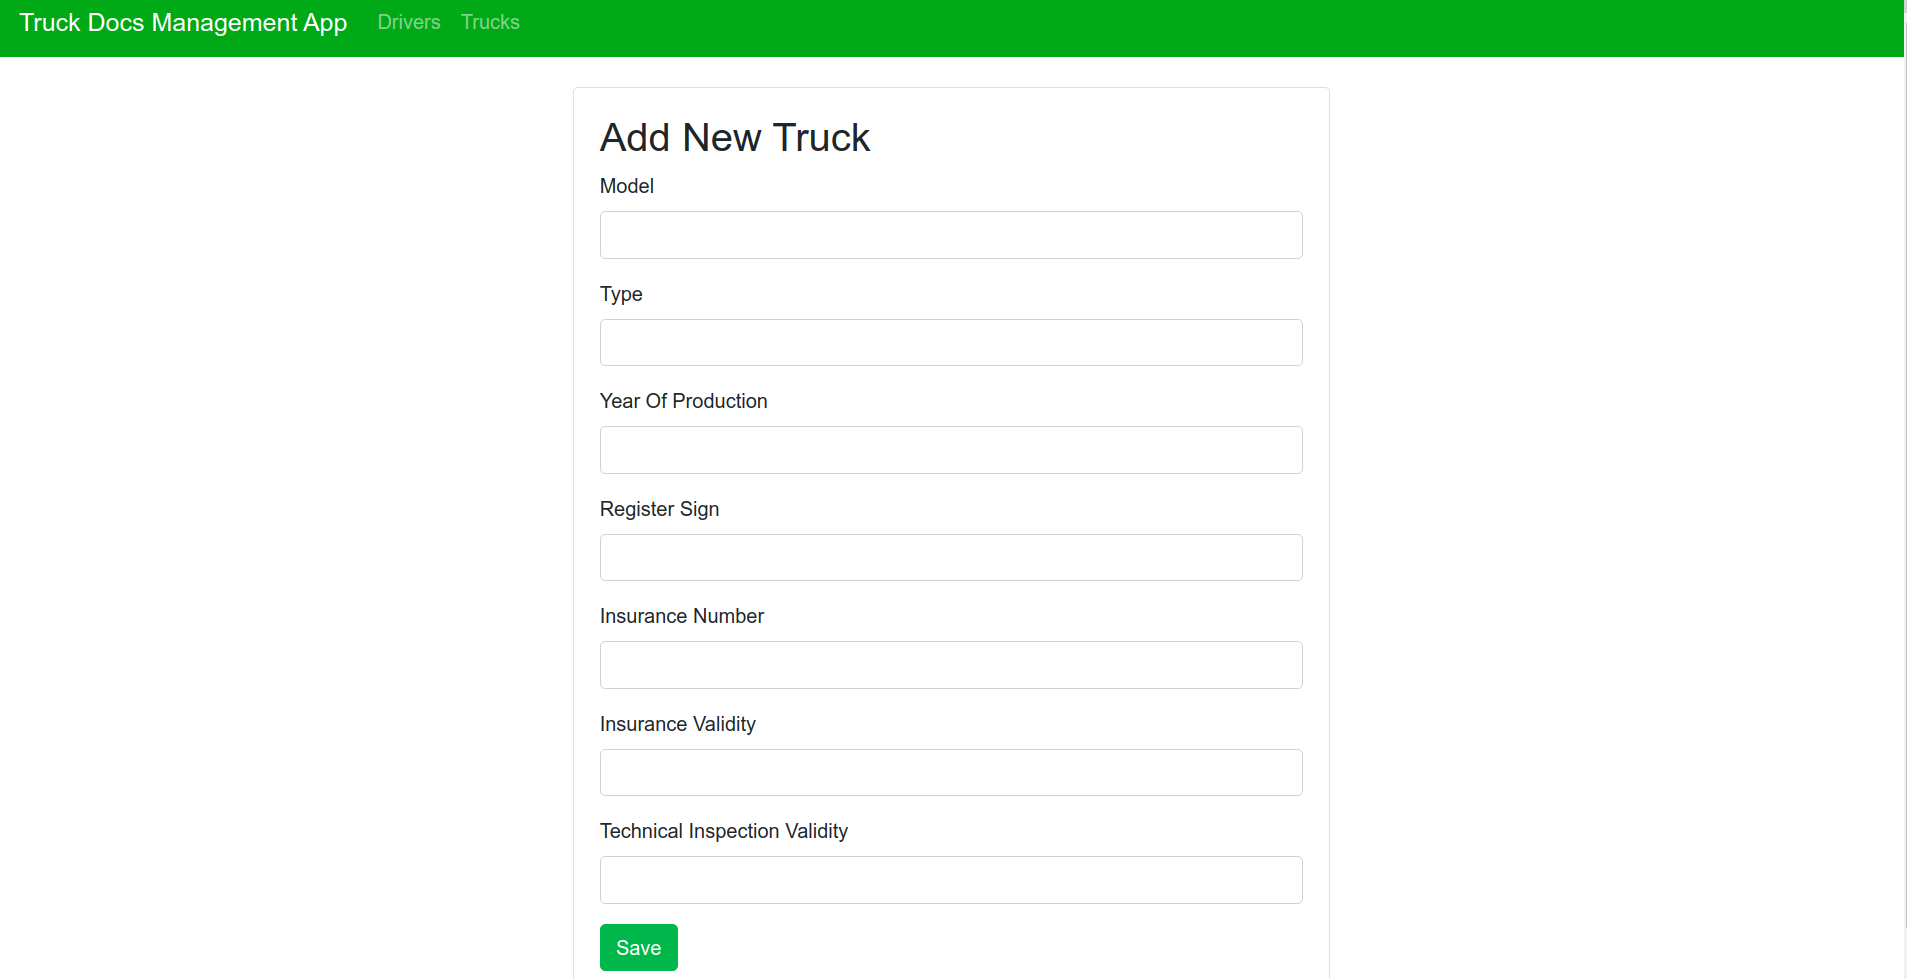 Truck Docs Management App Drivers Trucks
Add New Truck
Model
Type
Year Of Production
Register Sign
Insurance Number
Insurance Validity
Technical Inspection Validity
Save